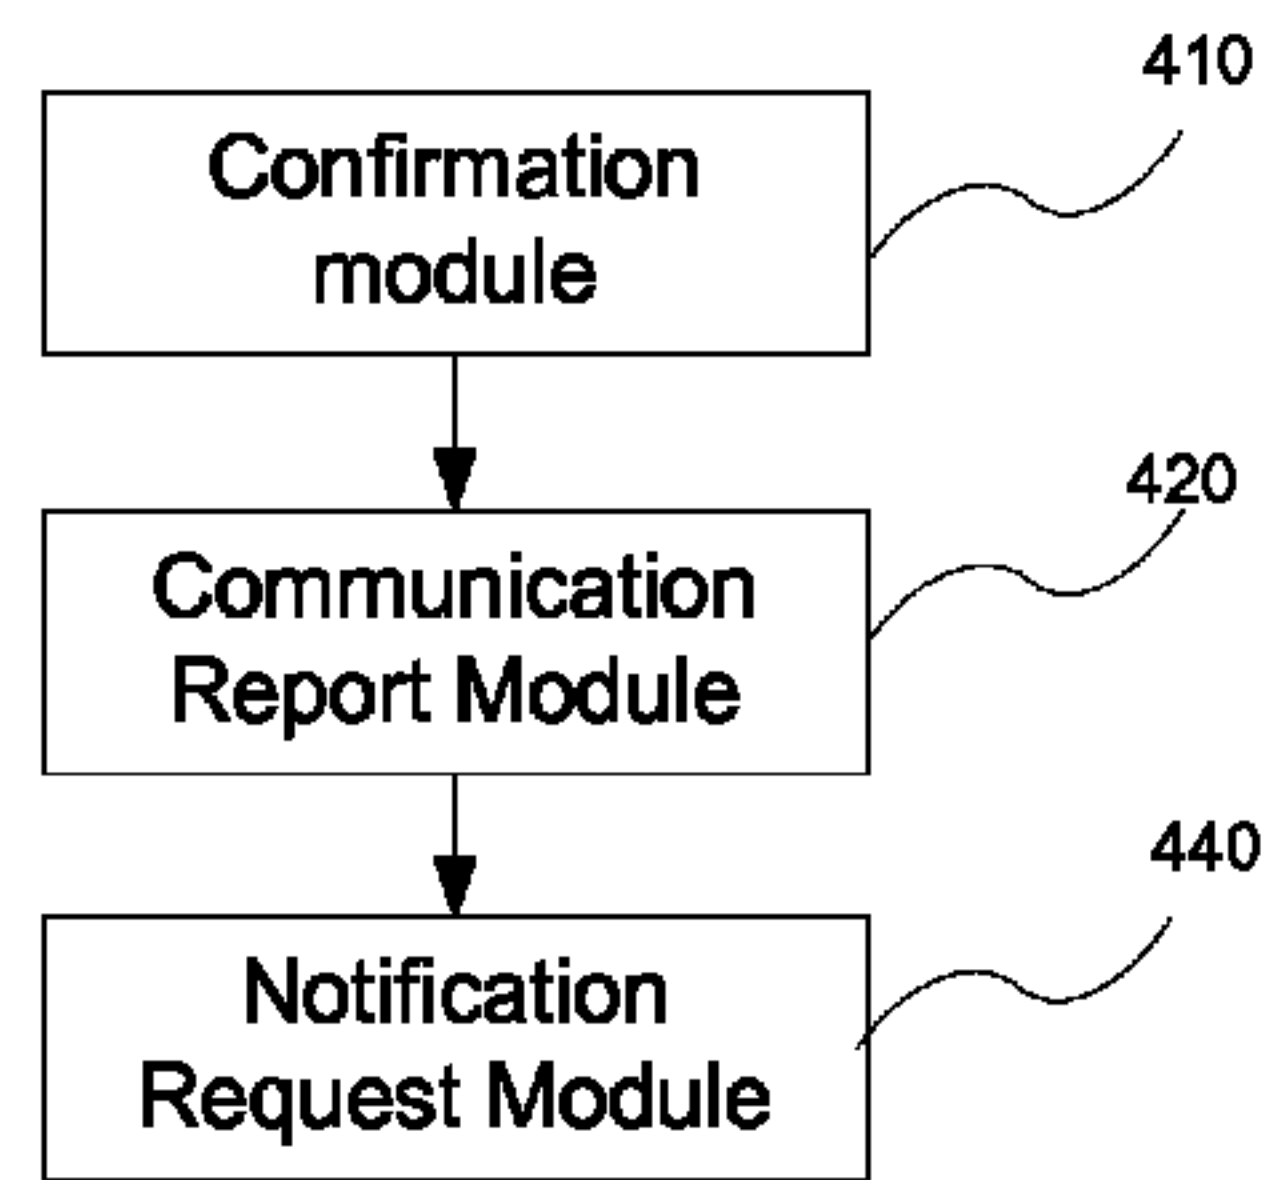 410
Confirmation
module
420
Communication
Report Module
440
Notification
Request Module